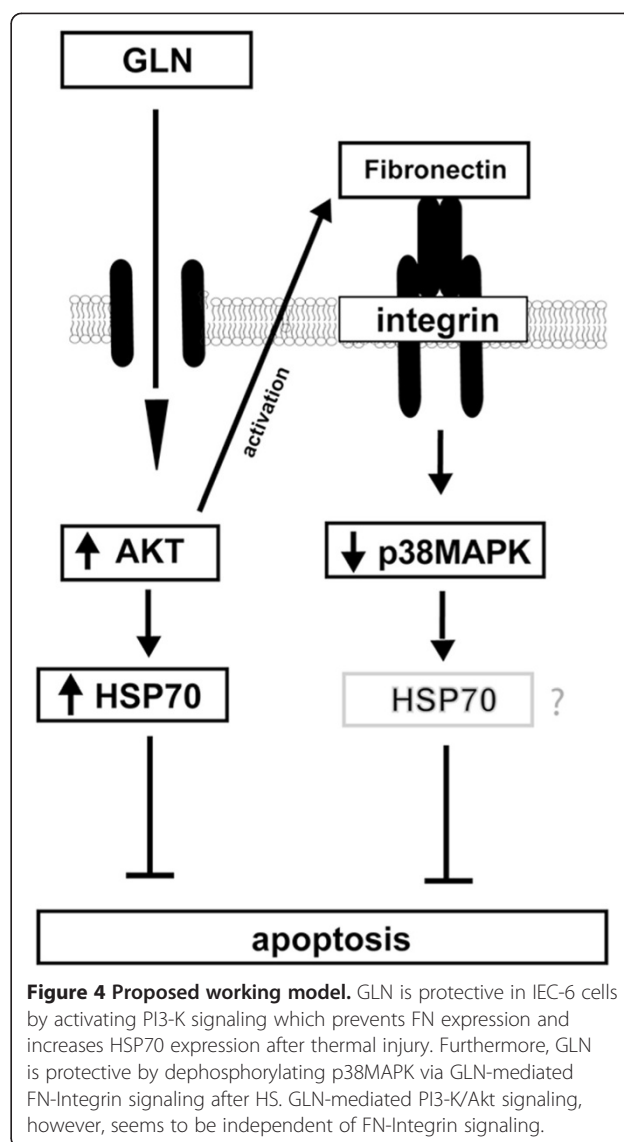 GLN
Fibronectin
integrin
activation
↑ AKT
↓ p38MAPK
↑ HSP70
HSP70 ?
apoptosis
Figure 4 Proposed working model. GLN is protective in IEC-6 cells
by activating PI3-K signaling which prevents FN expression and
increases HSP70 expression after thermal injury. Furthermore, GLN
is protective by dephosphorylating p38MAPK via GLN-mediated
FN-Integrin signaling after HS. GLN-mediated PI3-K/Akt signaling,
however, seems to be independent of FN-Integrin signaling.